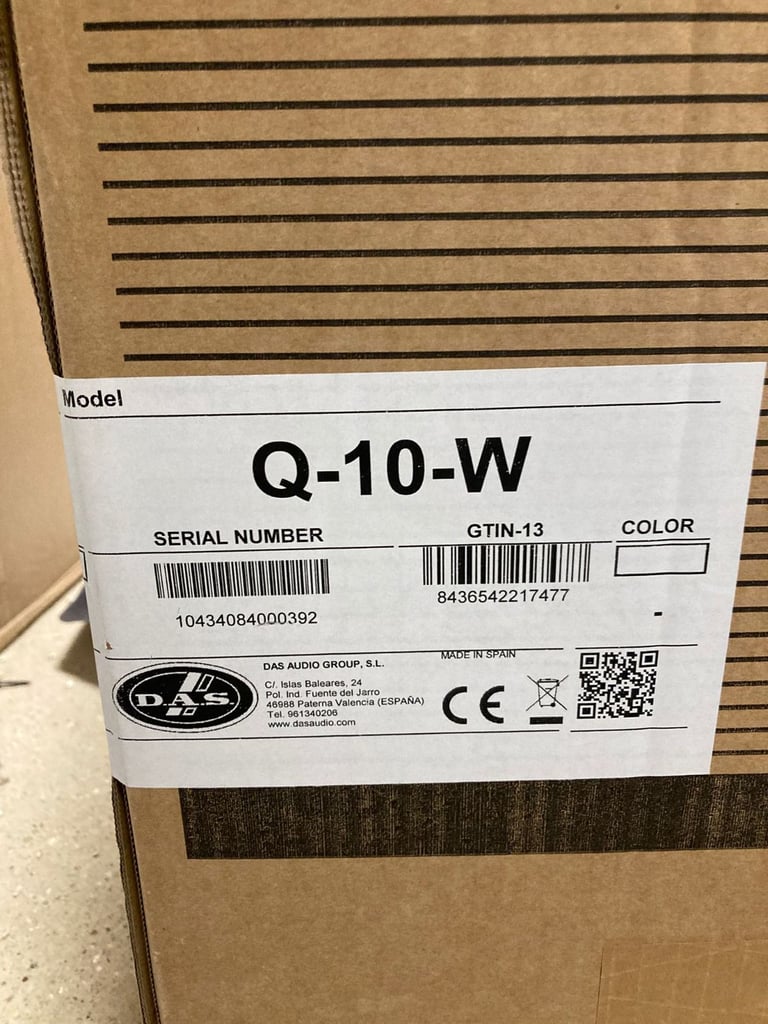 Model
Q-10-W
SERIAL NUMBER
GTIN-13
COLOR
10434084000392
8436542217477
-
MADE IN SPAIN
D.A.S.
DAS AUDIO GROUP, S.L.
C/. Islas Baleares, 24
Pol. Ind. Fuente del Jarro
46988 Paterna Valencia (ESPAÑA)
Tel. 961340206
www.dasaudio.com
CE